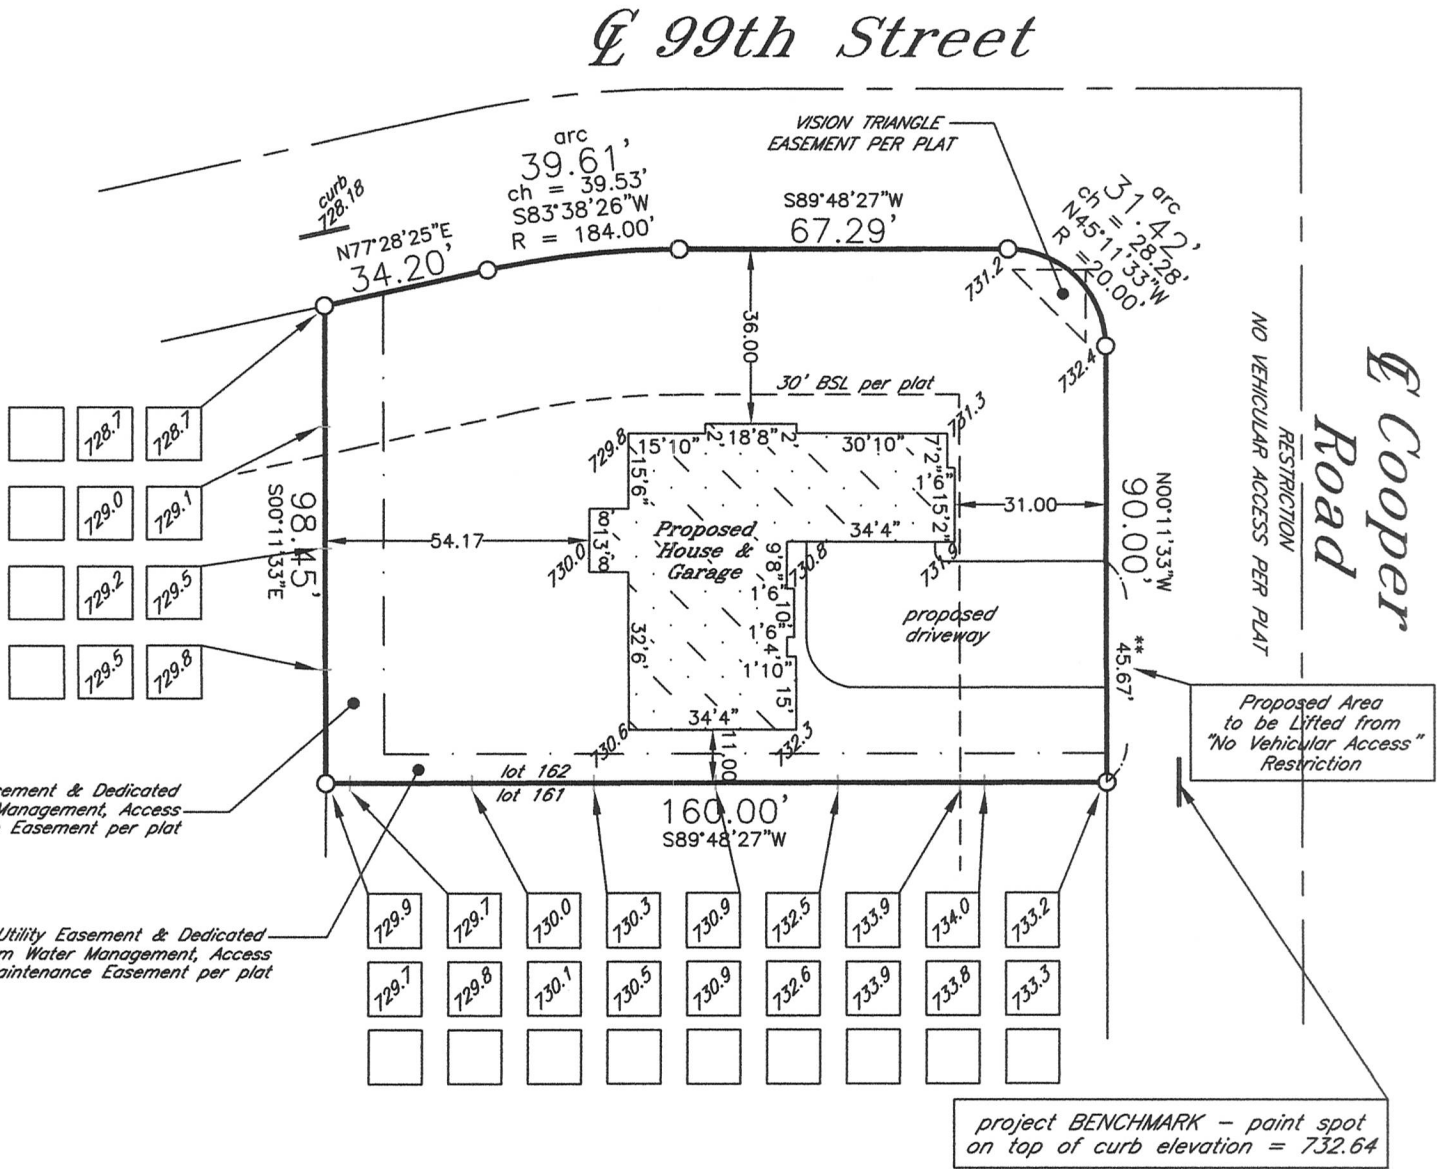 ℄ 99th Street
VISION TRIANGLE
EASEMENT PER PLAT
arc
39.61'
ch = 39.53'
S83°38'26"W
R = 184.00'
curb
728.18
N77°28'25"E
34.20'
S89°48'27"W
67.29'
arc
31.42'
ch = 28.28'
N45°11'33"W
R =20.00'
731.2
732.4
36.00
30' BSL per plat
731.3
729.8
15'10"
2'
18'8"
2'
30'10"
7'2"
1'6"
15'2"
15'6"
34'4"
31.00
8'
13'8"
730.0
54.17
Proposed
House &
Garage
9'8"
730.8
731.9
1'6"
10'
1'6"
4'
1'10"
15'
32'6"
34'4"
730.6
732.3
11.00
proposed
driveway
N00°11'33"W
90.00'
NO VEHICULAR ACCESS PER PLAT
RESTRICTION
℄ Cooper
Road
**
45.67'
Proposed Area
to be Lifted from
"No Vehicular Access"
Restriction
98.45'
S00°11'33"E
728.7 728.7
729.0 729.1
729.2 729.5
729.5 729.8
lot 162
lot 161
160.00'
S89°48'27"W
& Dedicated
Management, Access
Easement per plat
Utility Easement & Dedicated
Water Management, Access
Easement per plat
729.9 729.7 730.0 730.3 730.9 732.5 733.9 734.0 733.2
729.7 729.8 730.1 730.5 730.9 732.6 733.9 733.8 733.3
project BENCHMARK – paint spot
on top of curb elevation = 732.64